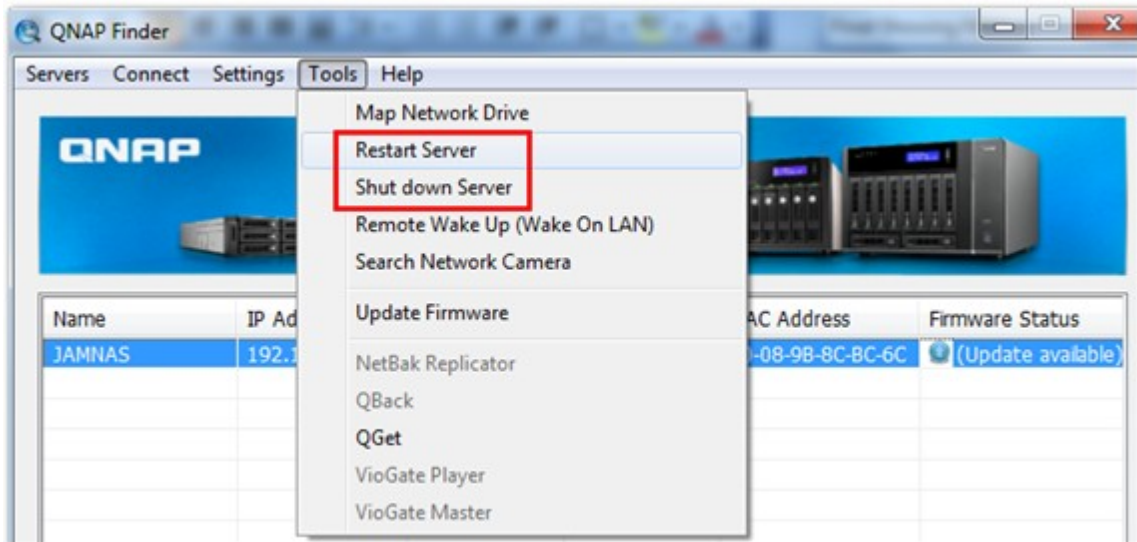 QNAP Finder
Servers Connect Settings Tools Help
QNAP
Map Network Drive
Restart Server
Shut down Server
Remote Wake Up (Wake On LAN)
Search Network Camera
Update Firmware
NetBak Replicator
QBack
QGet
VioGate Player
VioGate Master
Name IP Ad AC Address Firmware Status
JAMNAS 192.1 -08-9B-8C-BC-6C (Update available)